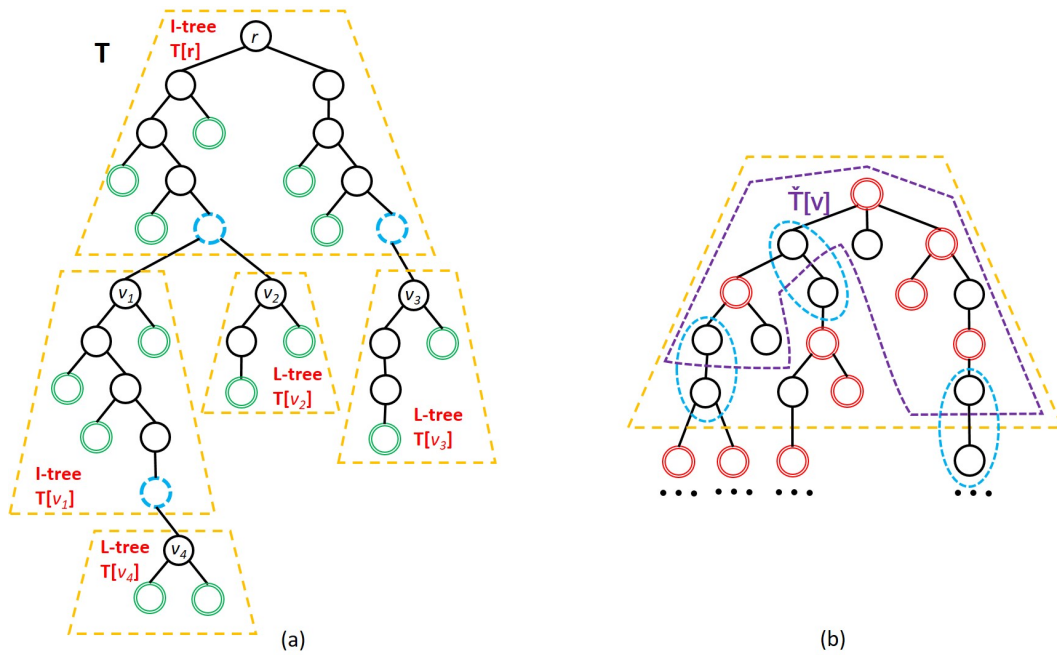 T
I-tree
T[r]
r
v1
v2
v3
L-tree
T[v2]
L-tree
T[v3]
I-tree
T[v1]
L-tree
T[v4]
v4
(a)
Ť[v]
• • •
• • •
• • •
• • •
(b)